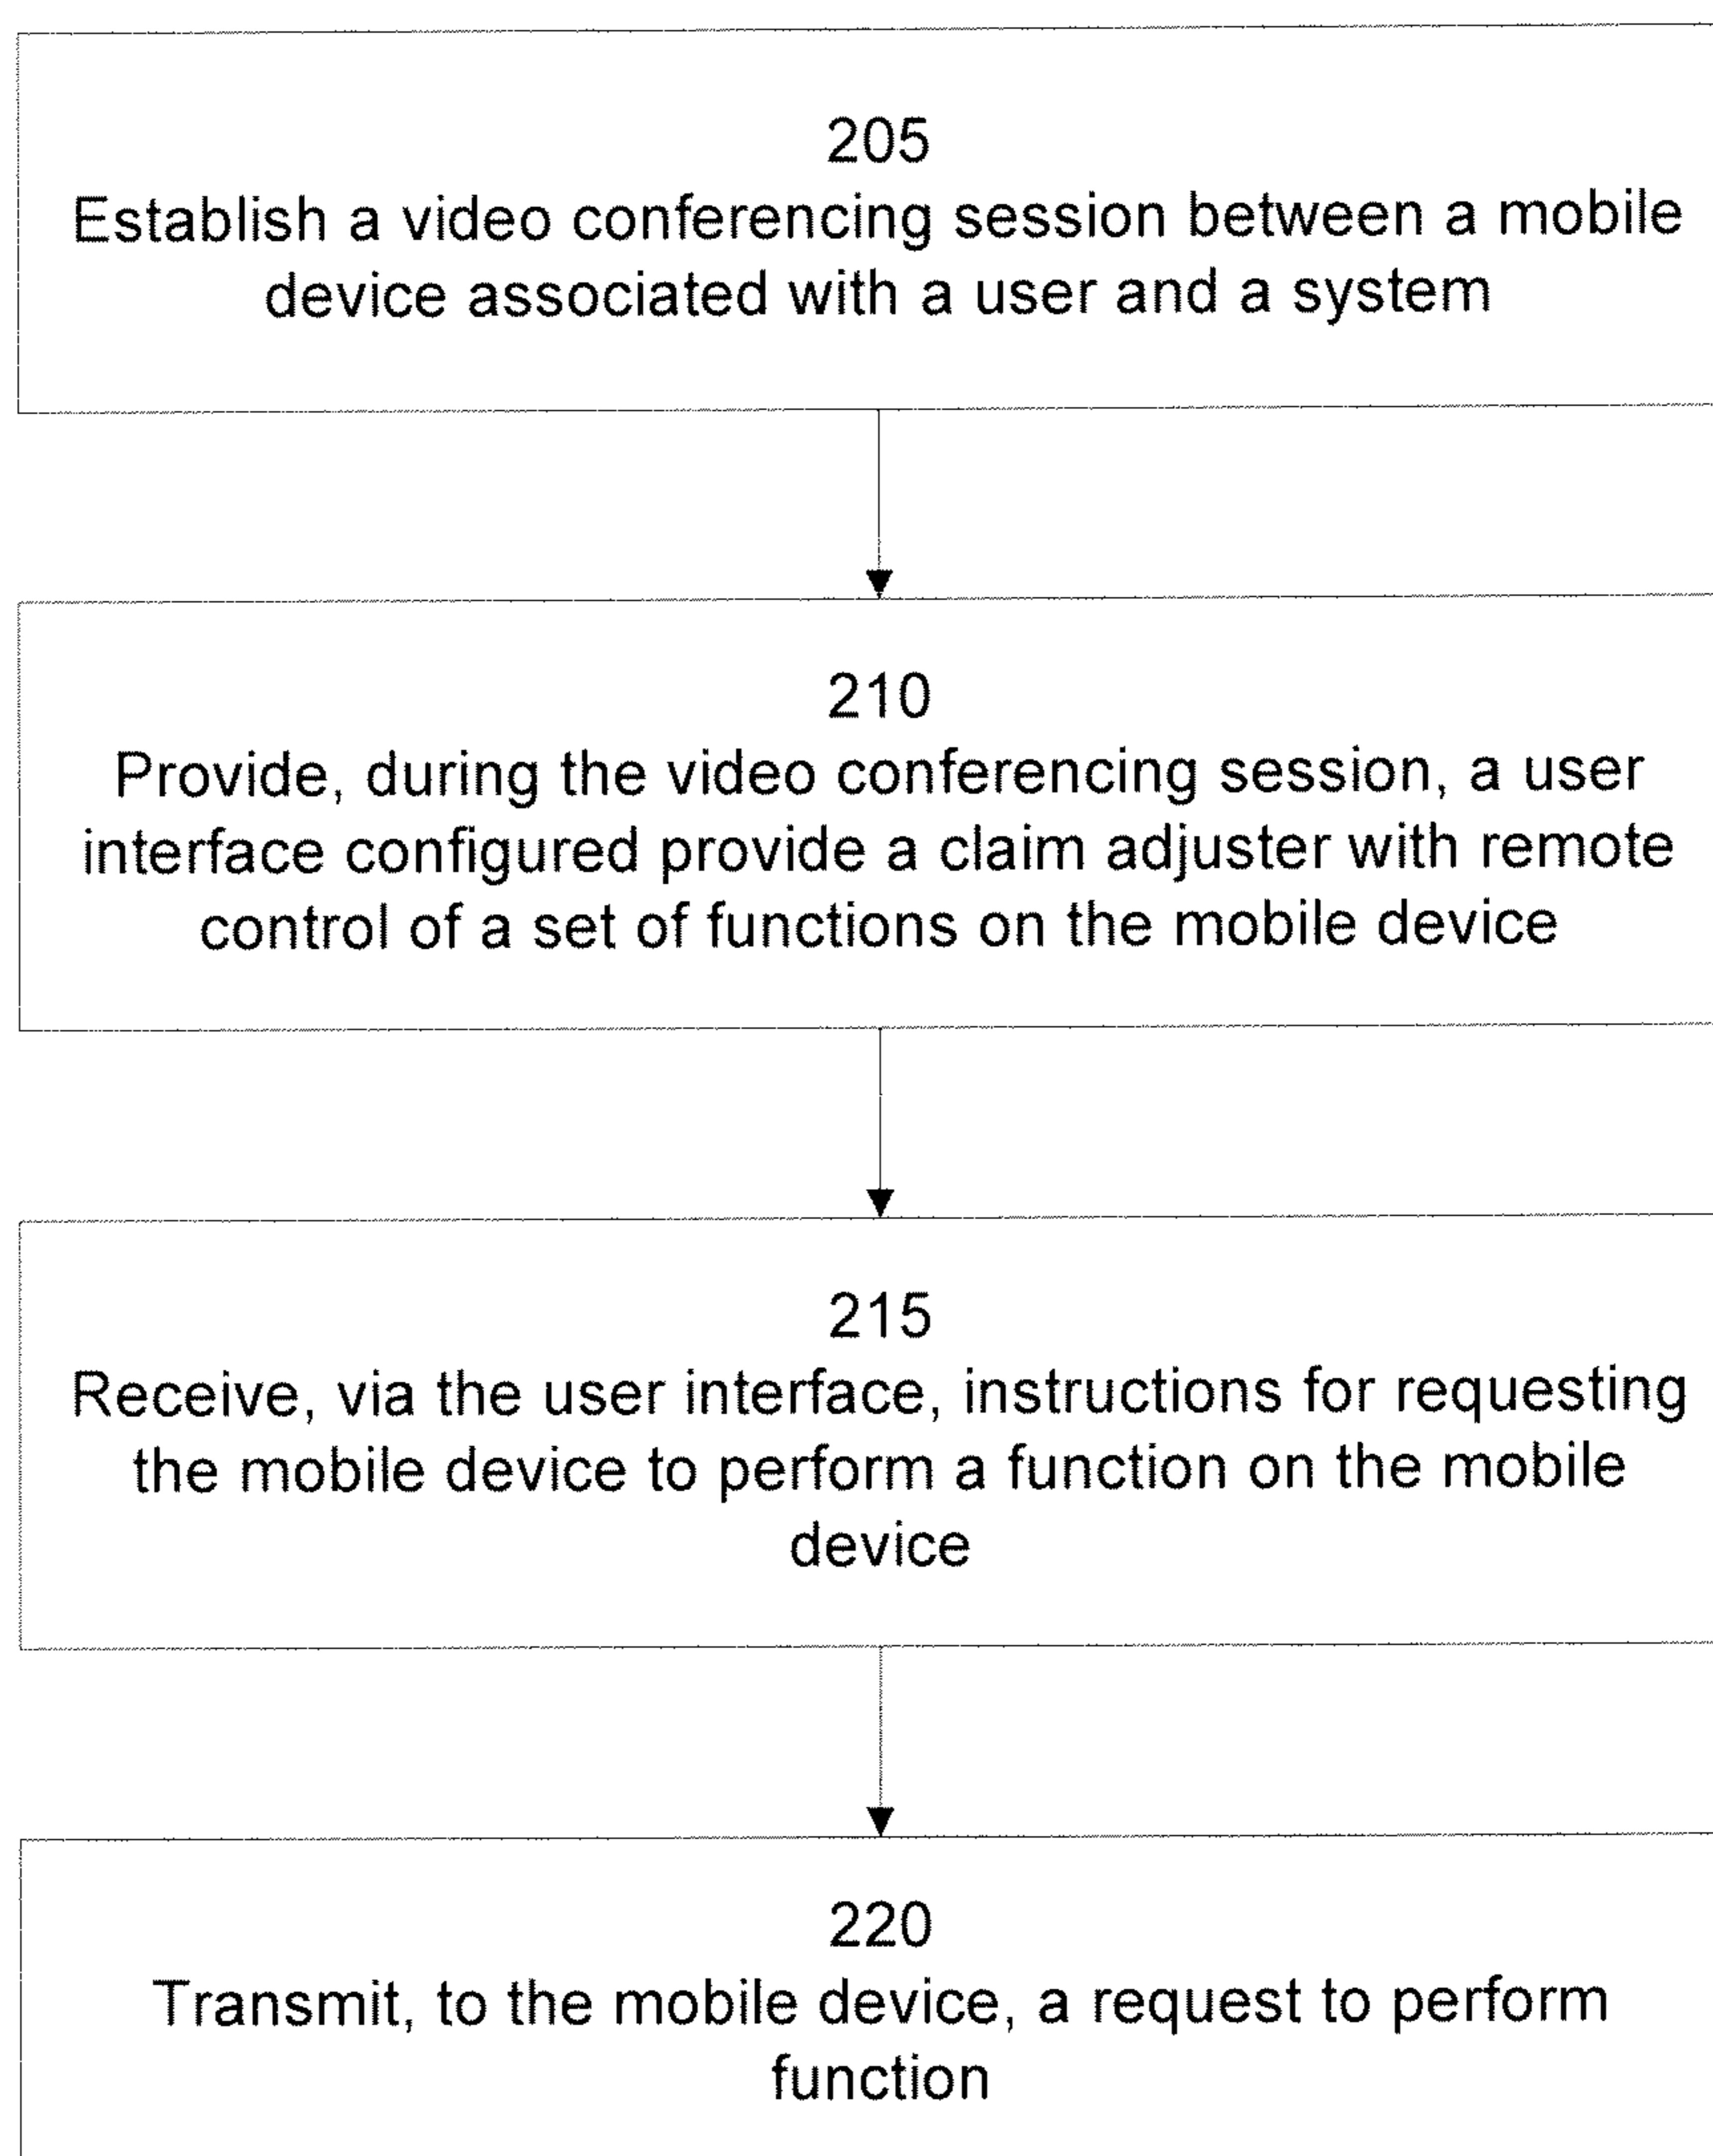 205
Establish a video conferencing session between a mobile
device associated with a user and a system
210
Provide, during the video conferencing session, a user
interface configured provide a claim adjuster with remote
control of a set of functions on the mobile device
215
Receive, via the user interface, instructions for requesting
the mobile device to perform a function on the mobile
device
220
Transmit, to the mobile device, a request to perform
function